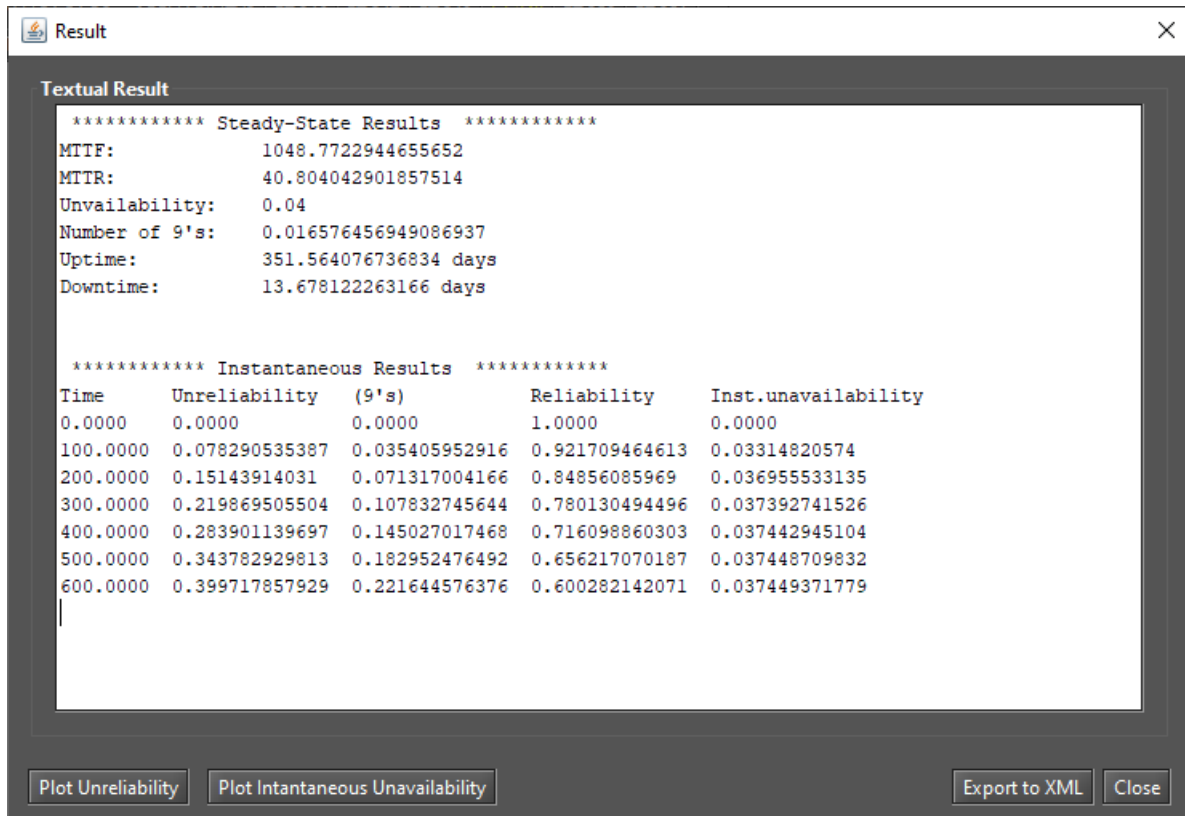 Result
Textual Result
************ Steady-State Results ************
MTTF: 1048.7722944655652
MTTR: 40.804042901857514
Unvailability: 0.04
Number of 9's: 0.016576456949086937
Uptime: 351.564076736834 days
Downtime: 13.678122263166 days
************ Instantaneous Results ************
Time Unreliability (9's) Reliability Inst.unavailability
0.0000 0.0000 0.0000 1.0000 0.0000
100.0000 0.078290535387 0.035405952916 0.921709464613 0.03314820574
200.0000 0.15143914031 0.071317004166 0.84856085969 0.036955533135
300.0000 0.219869505504 0.107832745644 0.780130494496 0.037392741526
400.0000 0.283901139697 0.145027017468 0.716098860303 0.037442945104
500.0000 0.343782929813 0.182952476492 0.656217070187 0.037448709832
600.0000 0.399717857929 0.221644576376 0.600282142071 0.037449371779
Plot Unreliability Plot Intantaneous Unavailability Export to XML Close